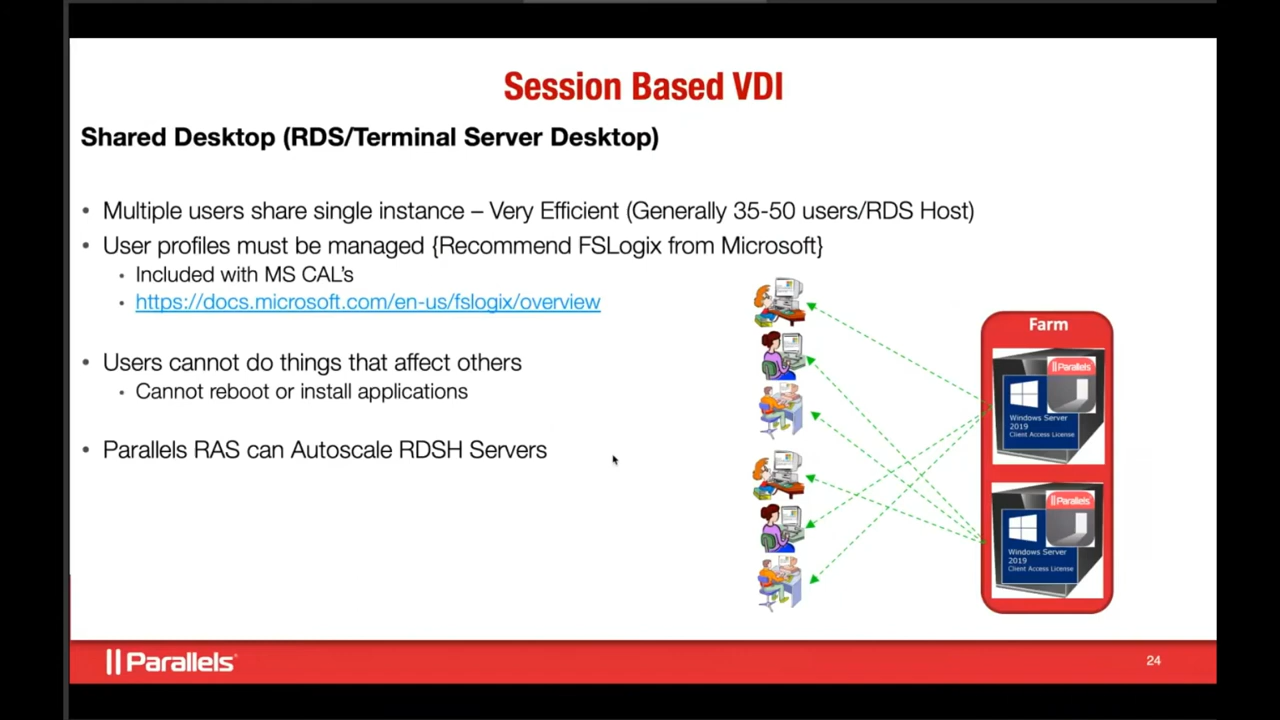 Session Based VDI
Shared Desktop (RDS/Terminal Server Desktop)
• Multiple users share single instance – Very Efficient (Generally 35-50 users/RDS Host)
• User profiles must be managed {Recommend FSLogix from Microsoft}
• Included with MS CAL's
• https://docs.microsoft.com/en-us/fslogix/overview
• Users cannot do things that affect others
• Cannot reboot or install applications
• Parallels RAS can Autoscale RDSH Servers
Farm
Parallels
Windows Server
2019
Client Access License
Parallels
Windows Server
2019
Client Access License
Parallels
24